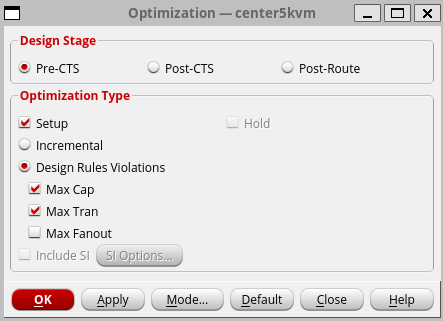 Optimization — center5kvm
Design Stage
Pre-CTS Post-CTS Post-Route
Optimization Type
Setup Hold
Incremental
Design Rules Violations
Max Cap
Max Tran
Max Fanout
Include SI SI Options...
OK Apply Mode... Default Close Help